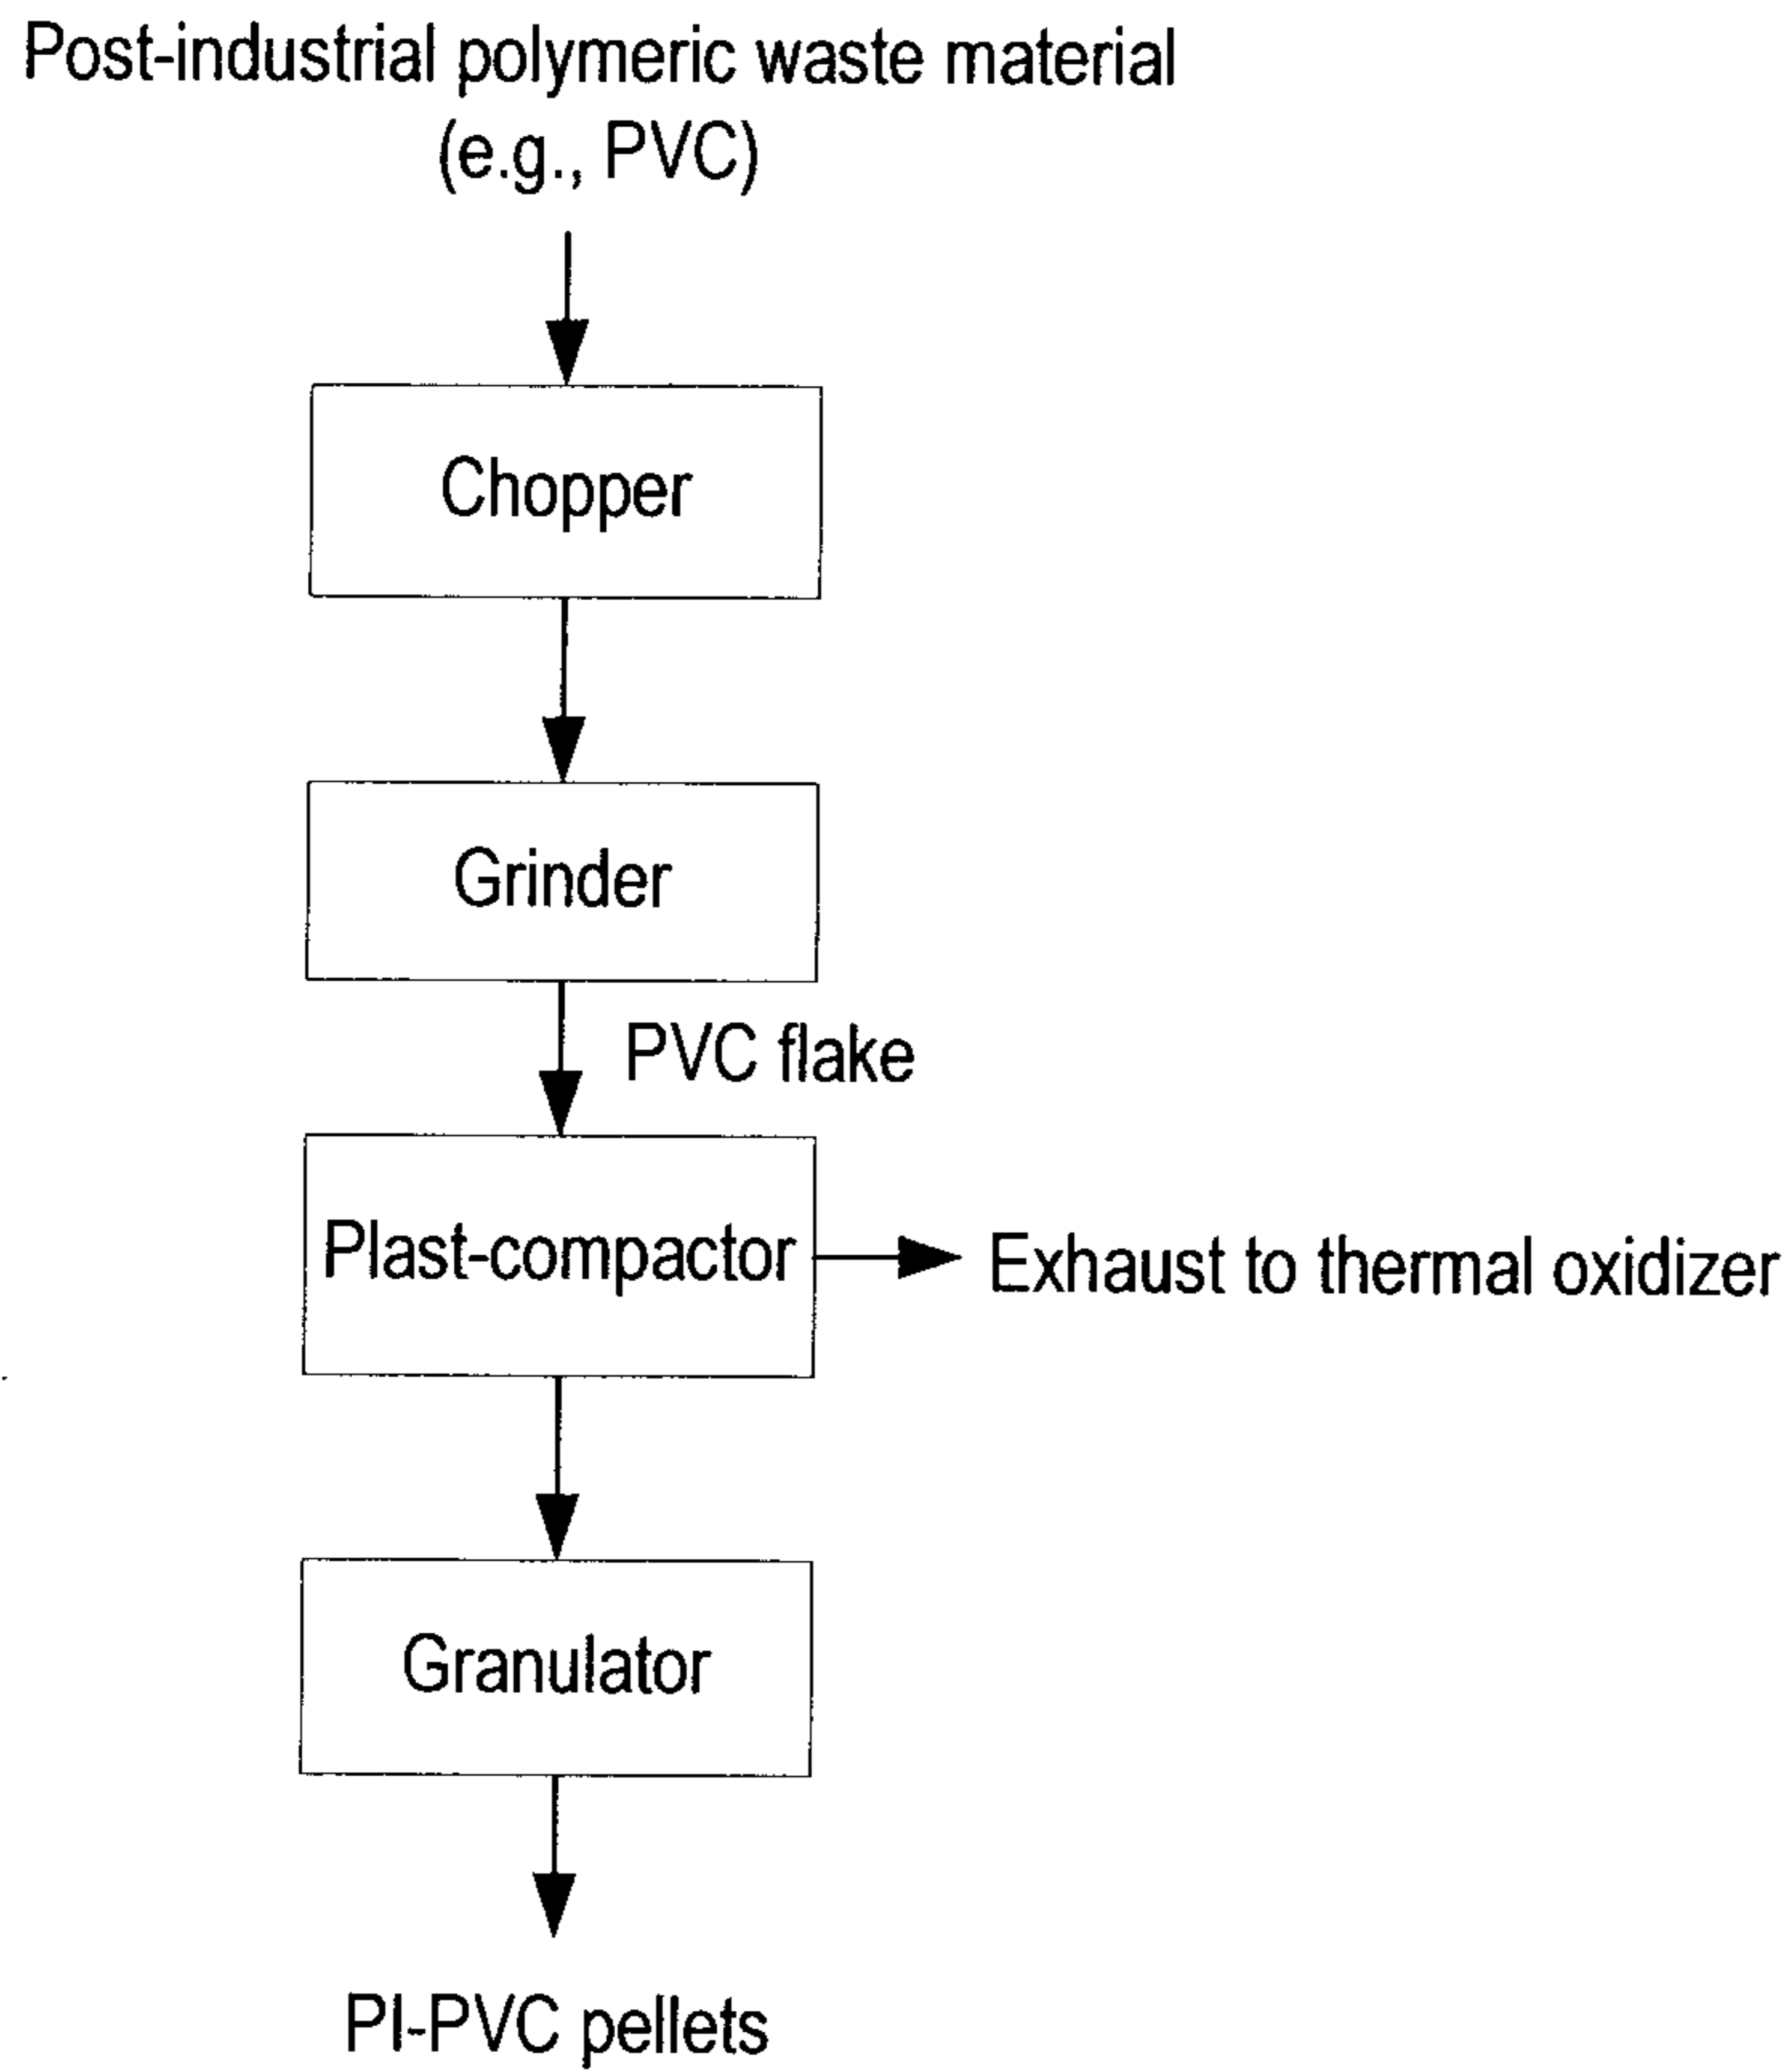 Post-industrial polymeric waste material
(e.g., PVC)
Chopper
Grinder
PVC flake
Plast-compactor
Exhaust to thermal oxidizer
Granulator
PI-PVC pellets